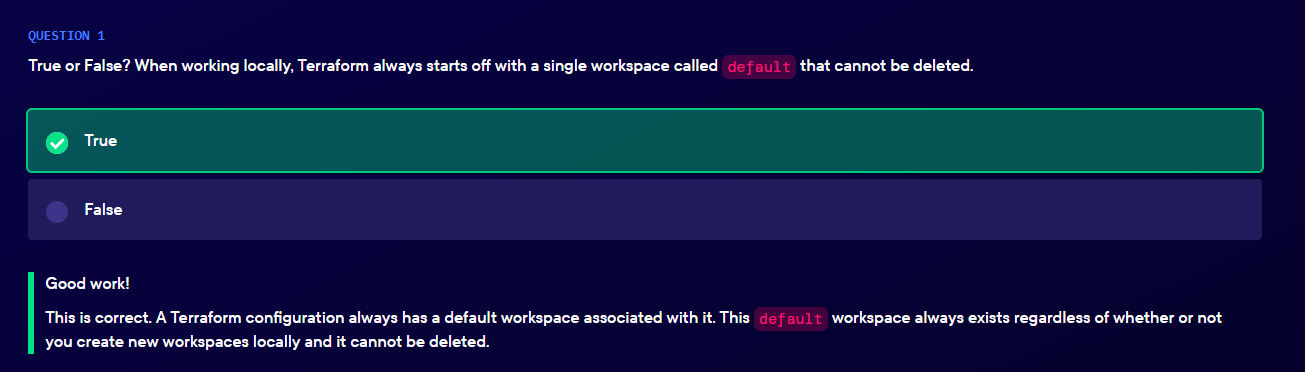 QUESTION 1
True or False? When working locally, Terraform always starts off with a single workspace called default that cannot be deleted.
True
False
Good work!
This is correct. A Terraform configuration always has a default workspace associated with it. This default workspace always exists regardless of whether or not
you create new workspaces locally and it cannot be deleted.